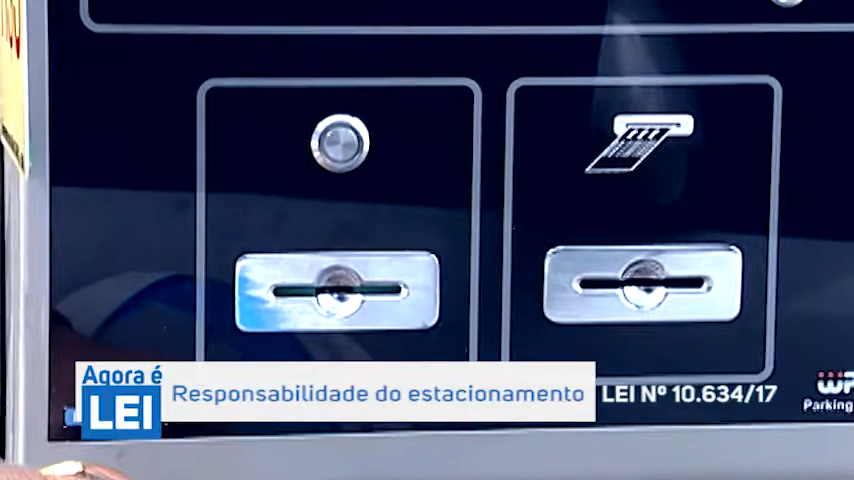 Agora é
LEI
Responsabilidade do estacionamento
LEI Nº 10.634/17
Parking